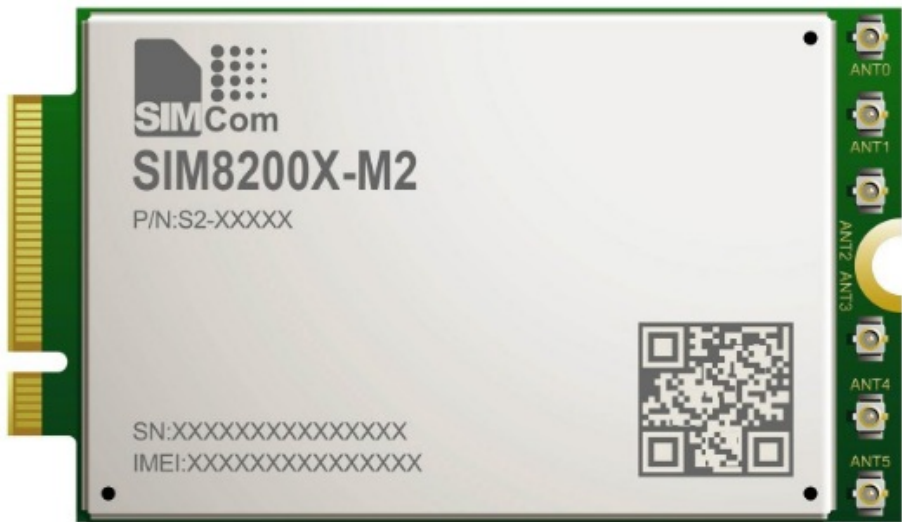 SIMCom
SIM8200X-M2
P/N:S2-XXXXX
SN:XXXXXXXXXXXXXXX
IMEI:XXXXXXXXXXXXXXX
ANT0
ANT1
ANT2 ANT3
ANT4
ANT5